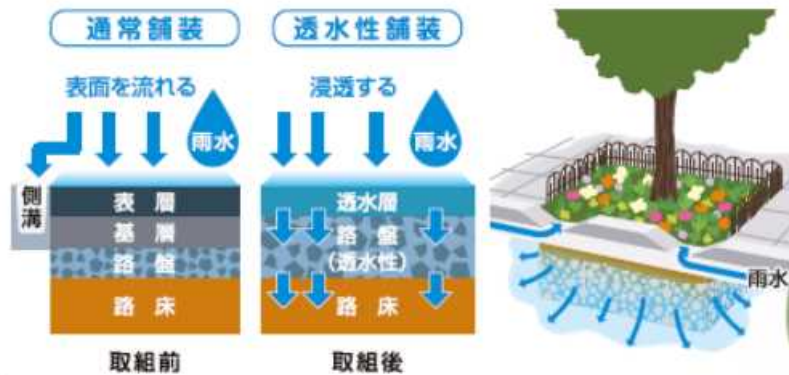 通常舗装
表面を流れる
雨水
側溝
表層
基層
路盤
路床
取組前
透水性舗装
浸透する
雨水
透水層
路盤
(透水性)
路床
取組後
雨水